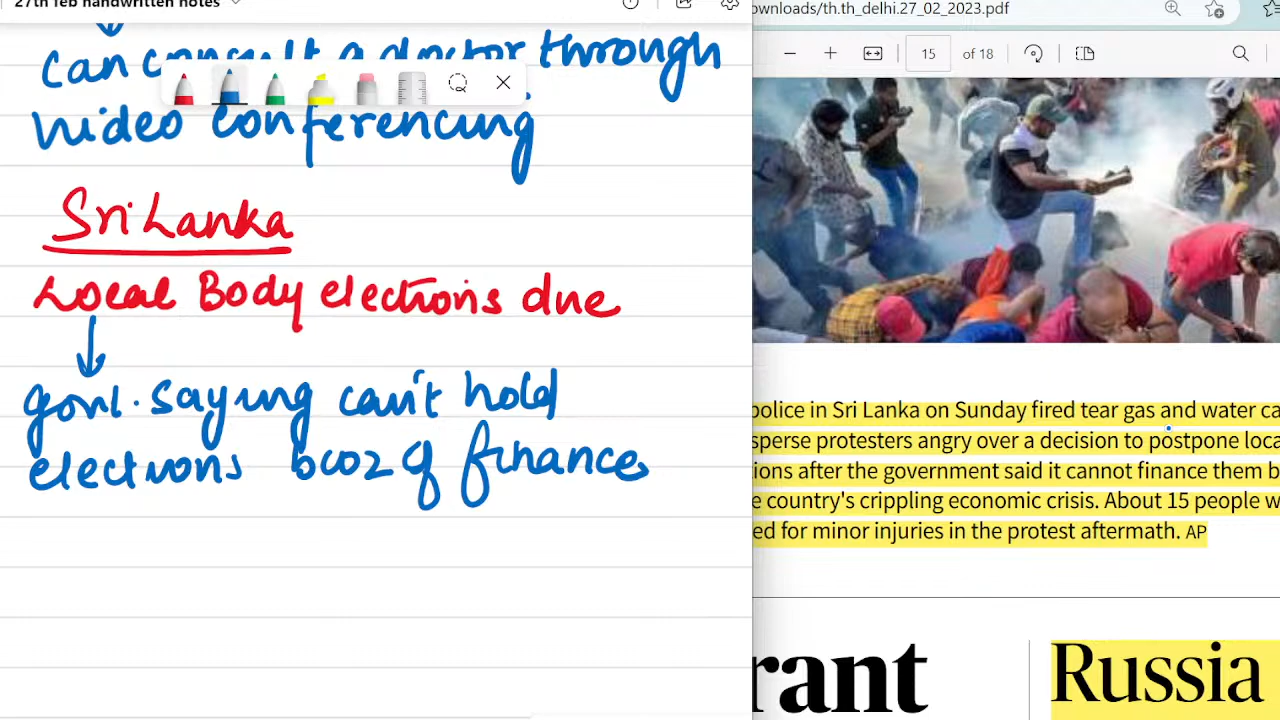 27th feb handwritten notes
can consult a doctor through
video conferencing
Sri Lanka
Local Body elections due
govt. saying can't hold
elections bcoz of finances
ownloads/th.th_delhi.27_02_2023.pdf
15 of 18
police in Sri Lanka on Sunday fired tear gas and water ca
sperse protesters angry over a decision to postpone loca
ions after the government said it cannot finance them b
e country's crippling economic crisis. About 15 people w
ed for minor injuries in the protest aftermath. AP
rant
Russia